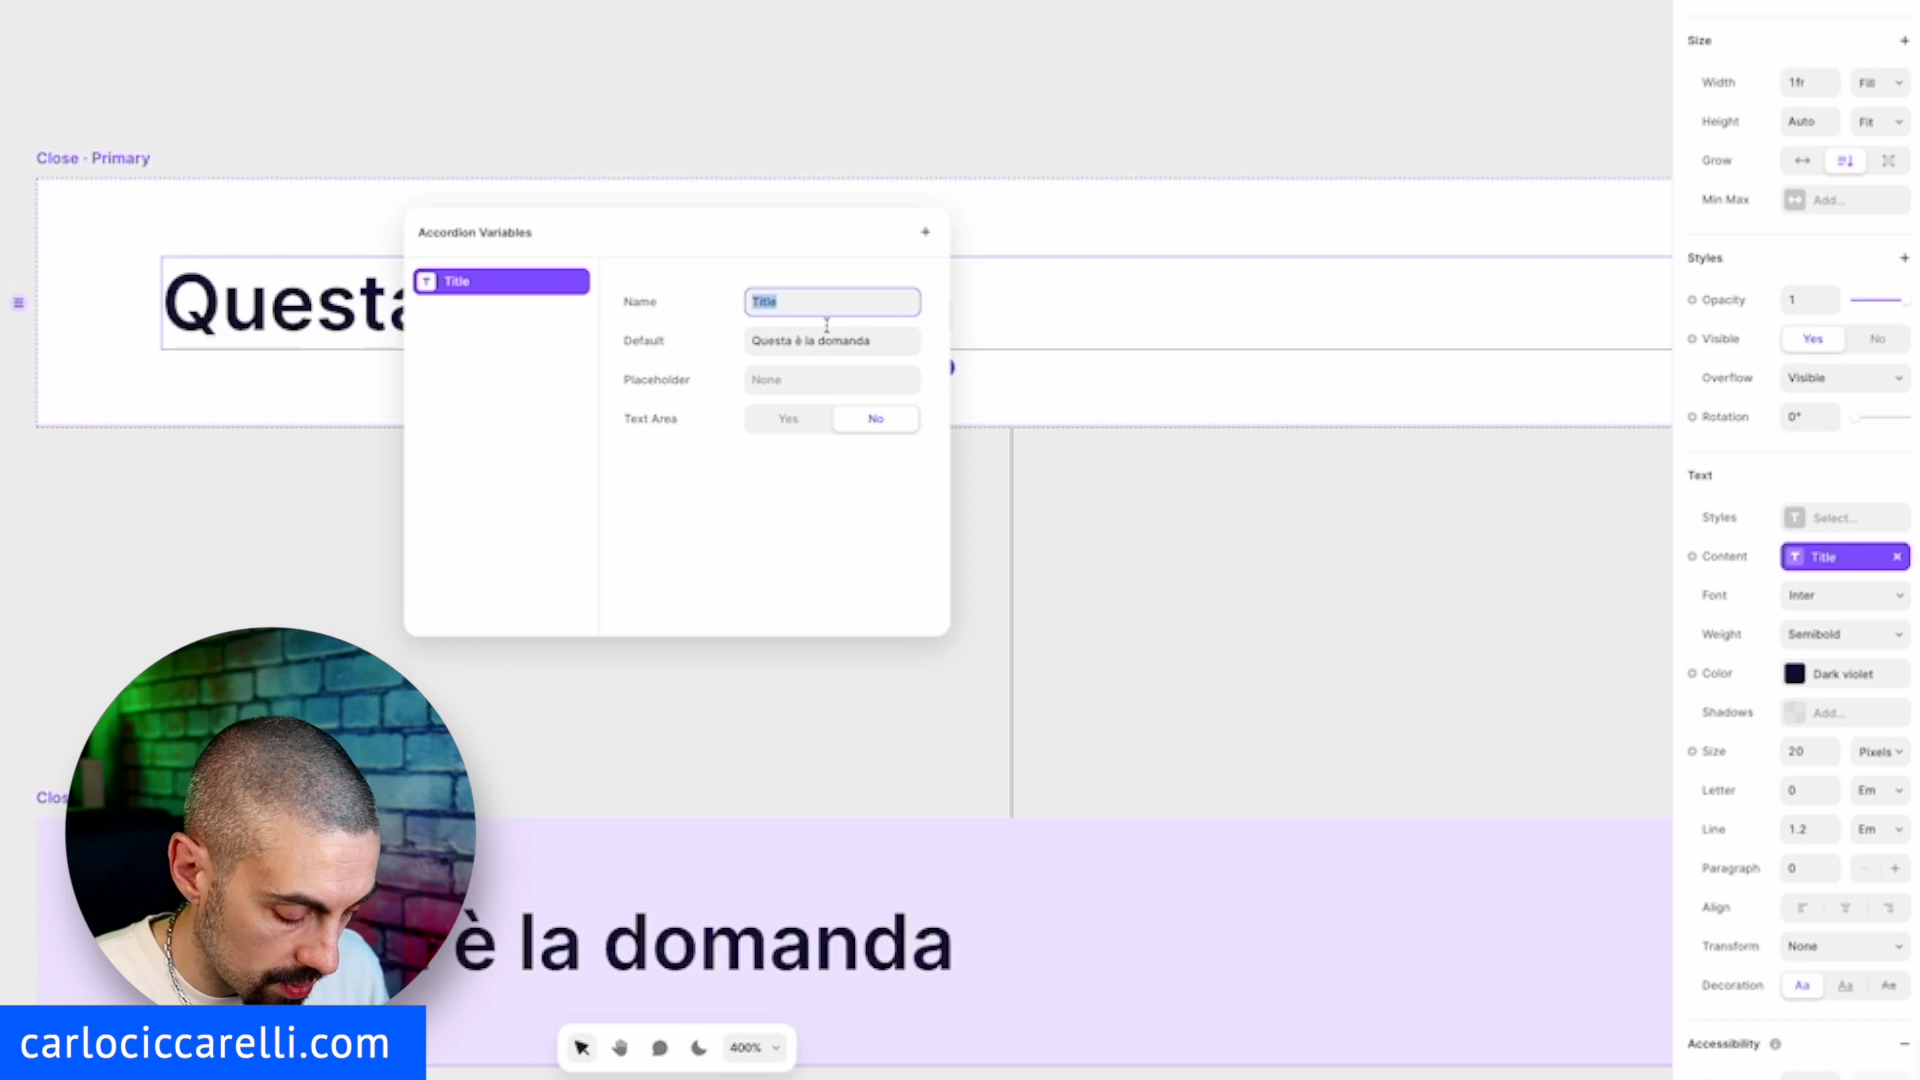 Close · Primary
Questa
Accordion Variables
Title
Name
Title
Default
Questa è la domanda
Placeholder
None
Text Area
Yes
No
Clos
è la domanda
carlociccarelli.com
400%
Size
Width
1fr
Fill
Height
Auto
Fit
Grow
Min Max
Add...
Styles
Opacity
1
Visible
Yes
No
Overflow
Visible
Rotation
0°
Text
Styles
Select...
Content
Title
Font
Inter
Weight
Semibold
Color
Dark violet
Shadows
Add...
Size
20
Pixels
Letter
0
Em
Line
1.2
Em
Paragraph
0
Align
Transform
None
Decoration
Aa
Aa
Aa
Accessibility